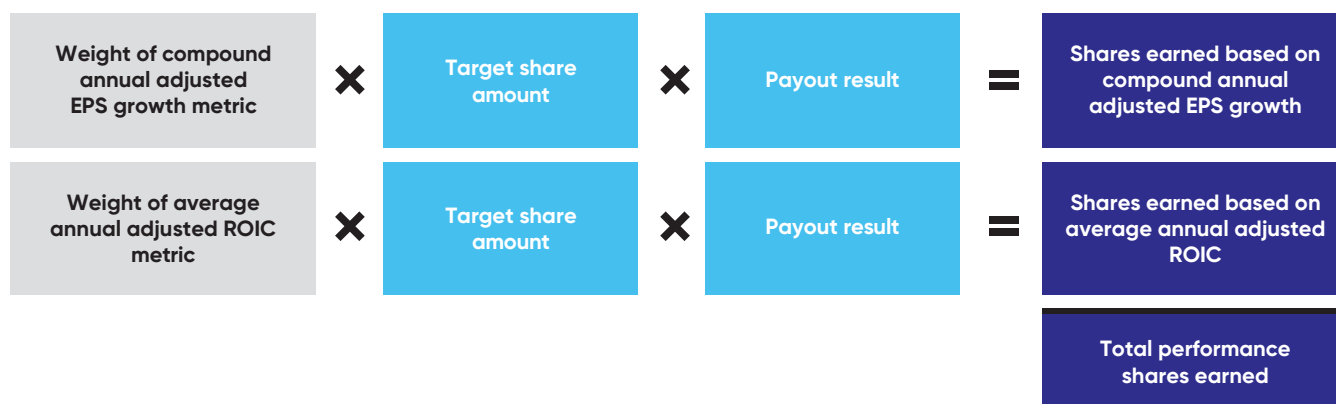 Weight of compound
annual adjusted
EPS growth metric
×
Target share
amount
×
Payout result
=
Shares earned based on
compound annual
adjusted EPS growth
Weight of average
annual adjusted ROIC
metric
×
Target share
amount
×
Payout result
=
Shares earned based on
average annual adjusted
ROIC
Total performance
shares earned